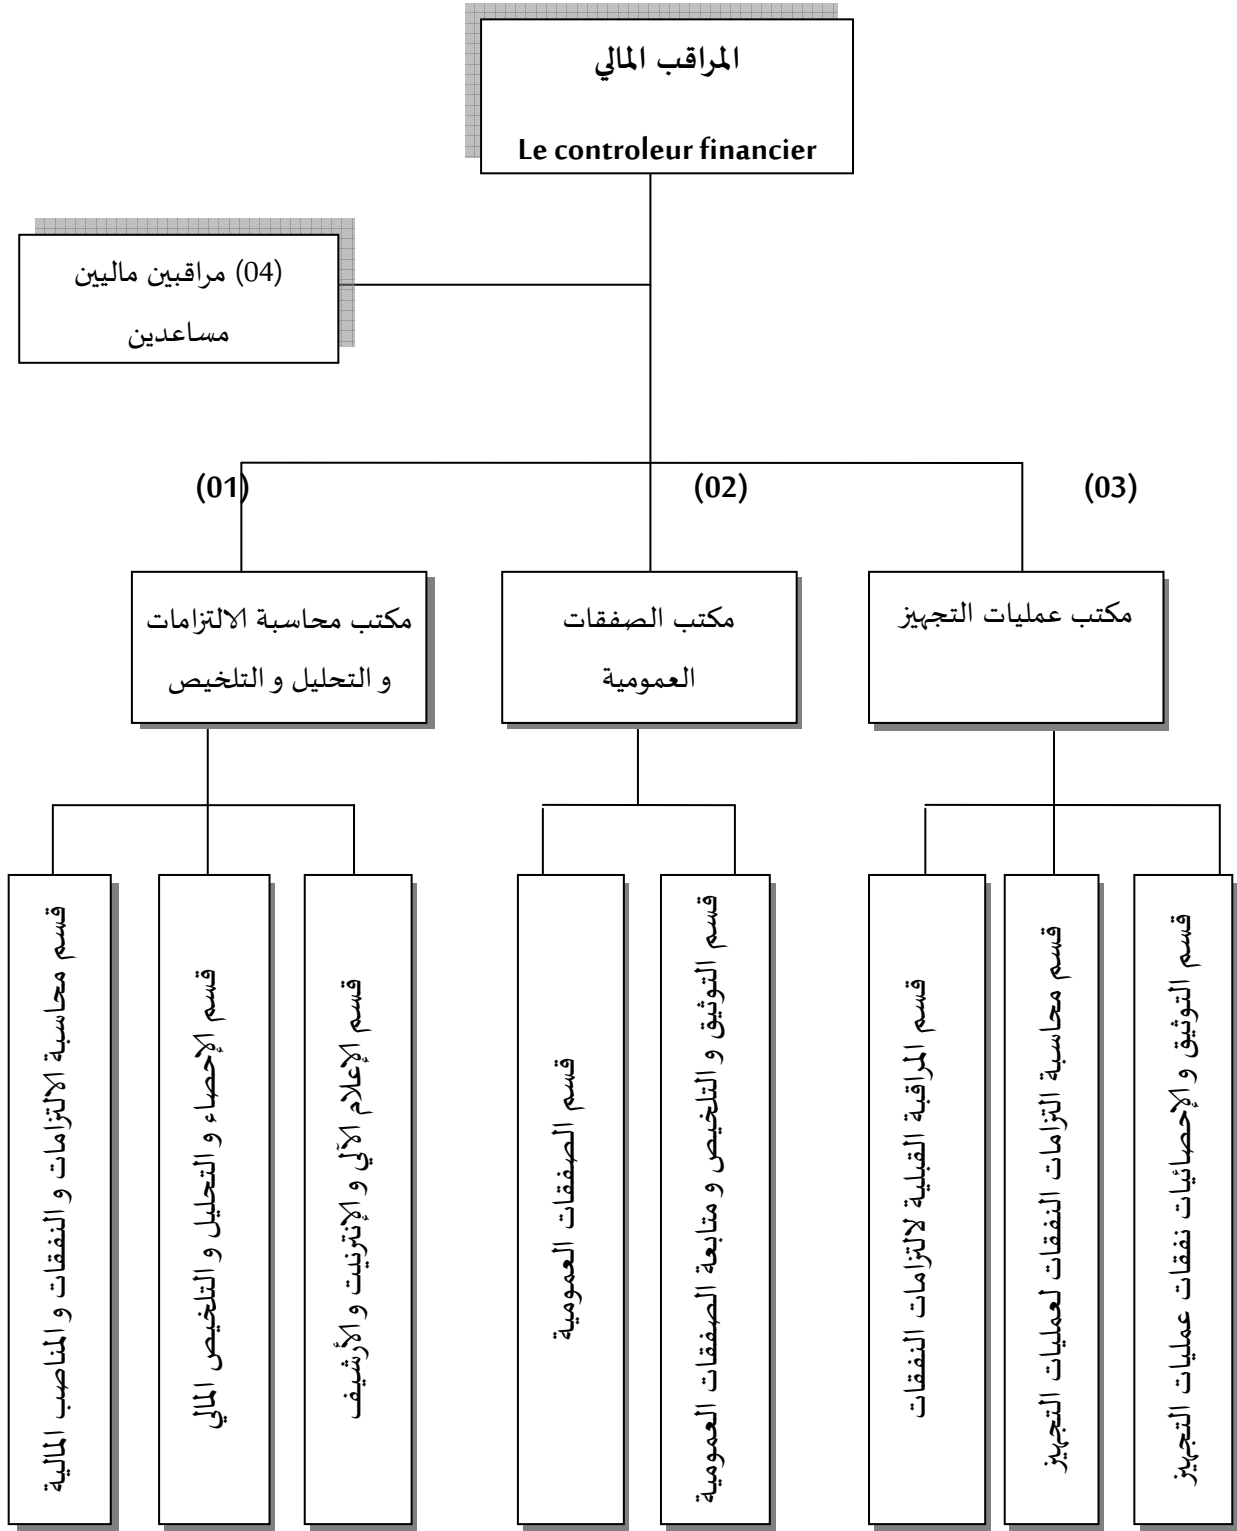 المراقب المالي
Le controleur financier
(04) مراقبين ماليين
مساعدين
(01)
(02)
(03)
مكتب محاسبة الالتزامات
و التحليل و التلخيص
مكتب الصفقات
العمومية
مكتب عمليات التجهيز
قسم محاسبة الالتزامات و النفقات و المناصب المالية
قسم الإحصاء و التحليل و التلخيص المالي
قسم الإعلام الآلي و الإنترنيت و الأرشيف
قسم الصفقات العمومية
قسم التوثيق و التلخيص و متابعة الصفقات العمومية
قسم المراقبة القبلية لالتزامات النفقات
قسم محاسبة التزامات النفقات لعمليات التجهيز
قسم التوثيق و الإحصائيات نفقات عمليات التجهيز